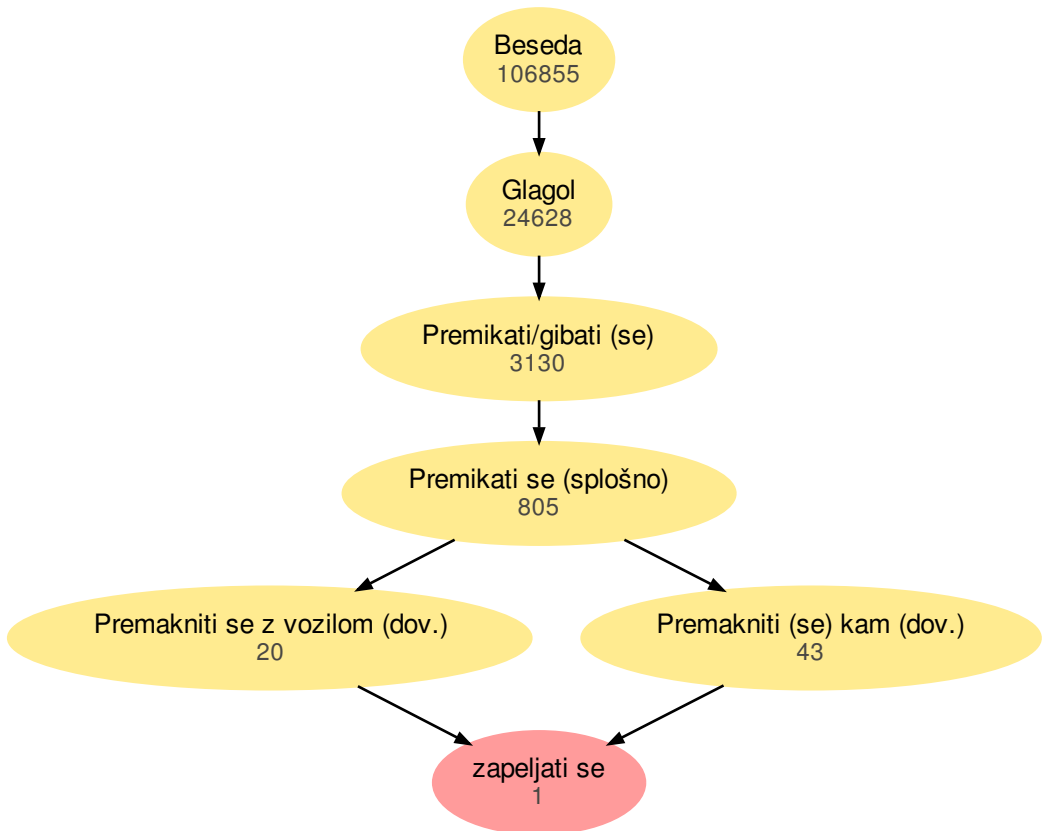 Beseda
106855
Glagol
24628
Premikati/gibati (se)
3130
Premikati se (splošno)
805
Premakniti se z vozilom (dov.)
20
Premakniti (se) kam (dov.)
43
zapeljati se
1